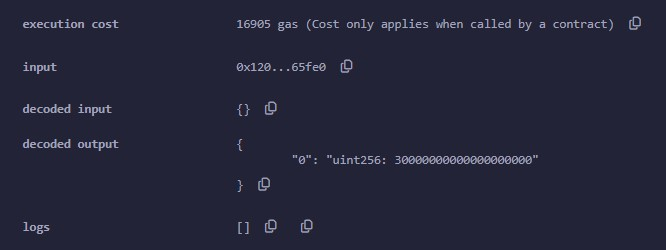 execution cost 16905 gas (Cost only applies when called by a contract)
input 0x120...65fe0
decoded input {}
decoded output {
"0": "uint256: 30000000000000000000"
}
logs []